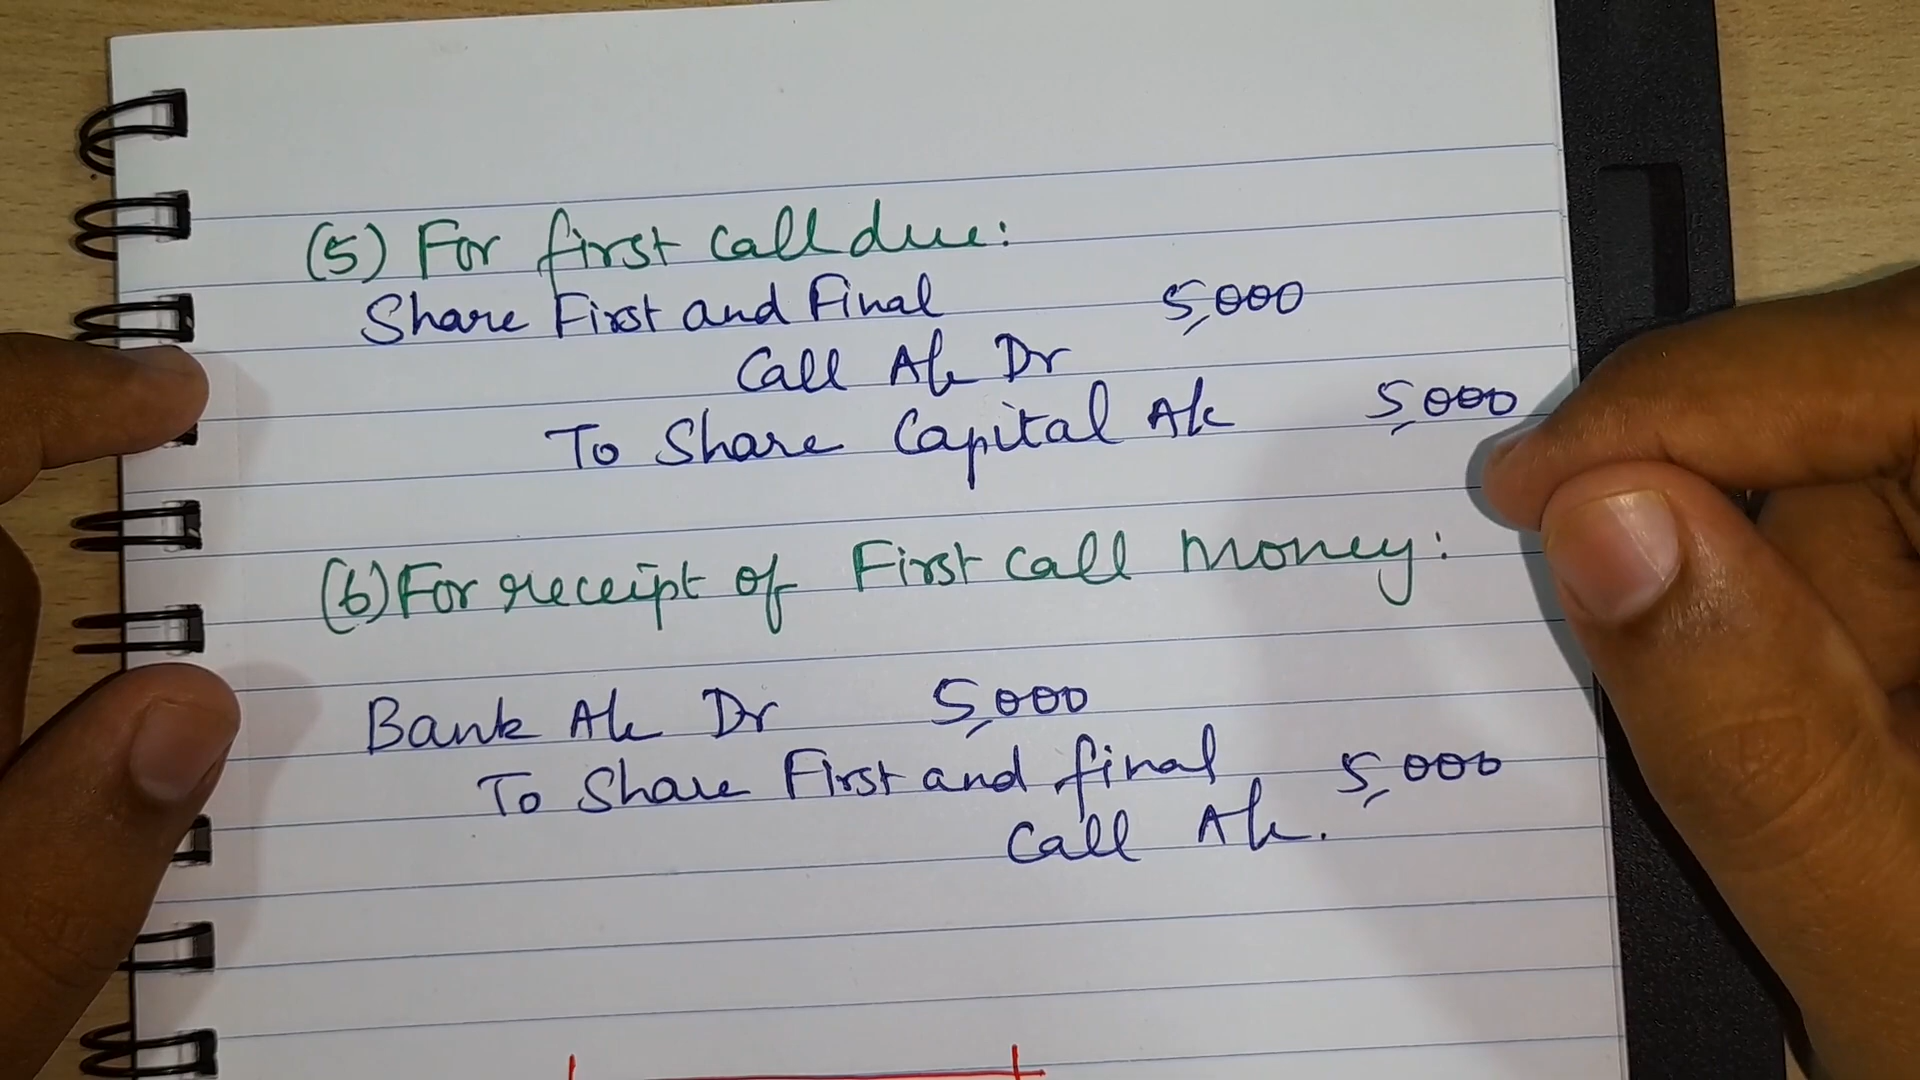 (5) For first call due:
Share First and Final 5,000
Call A/c Dr
To Share Capital A/c 5,000
(6) For receipt of First call money:
Bank A/c Dr 5,000
To Share First and final 5,000
Call A/c.